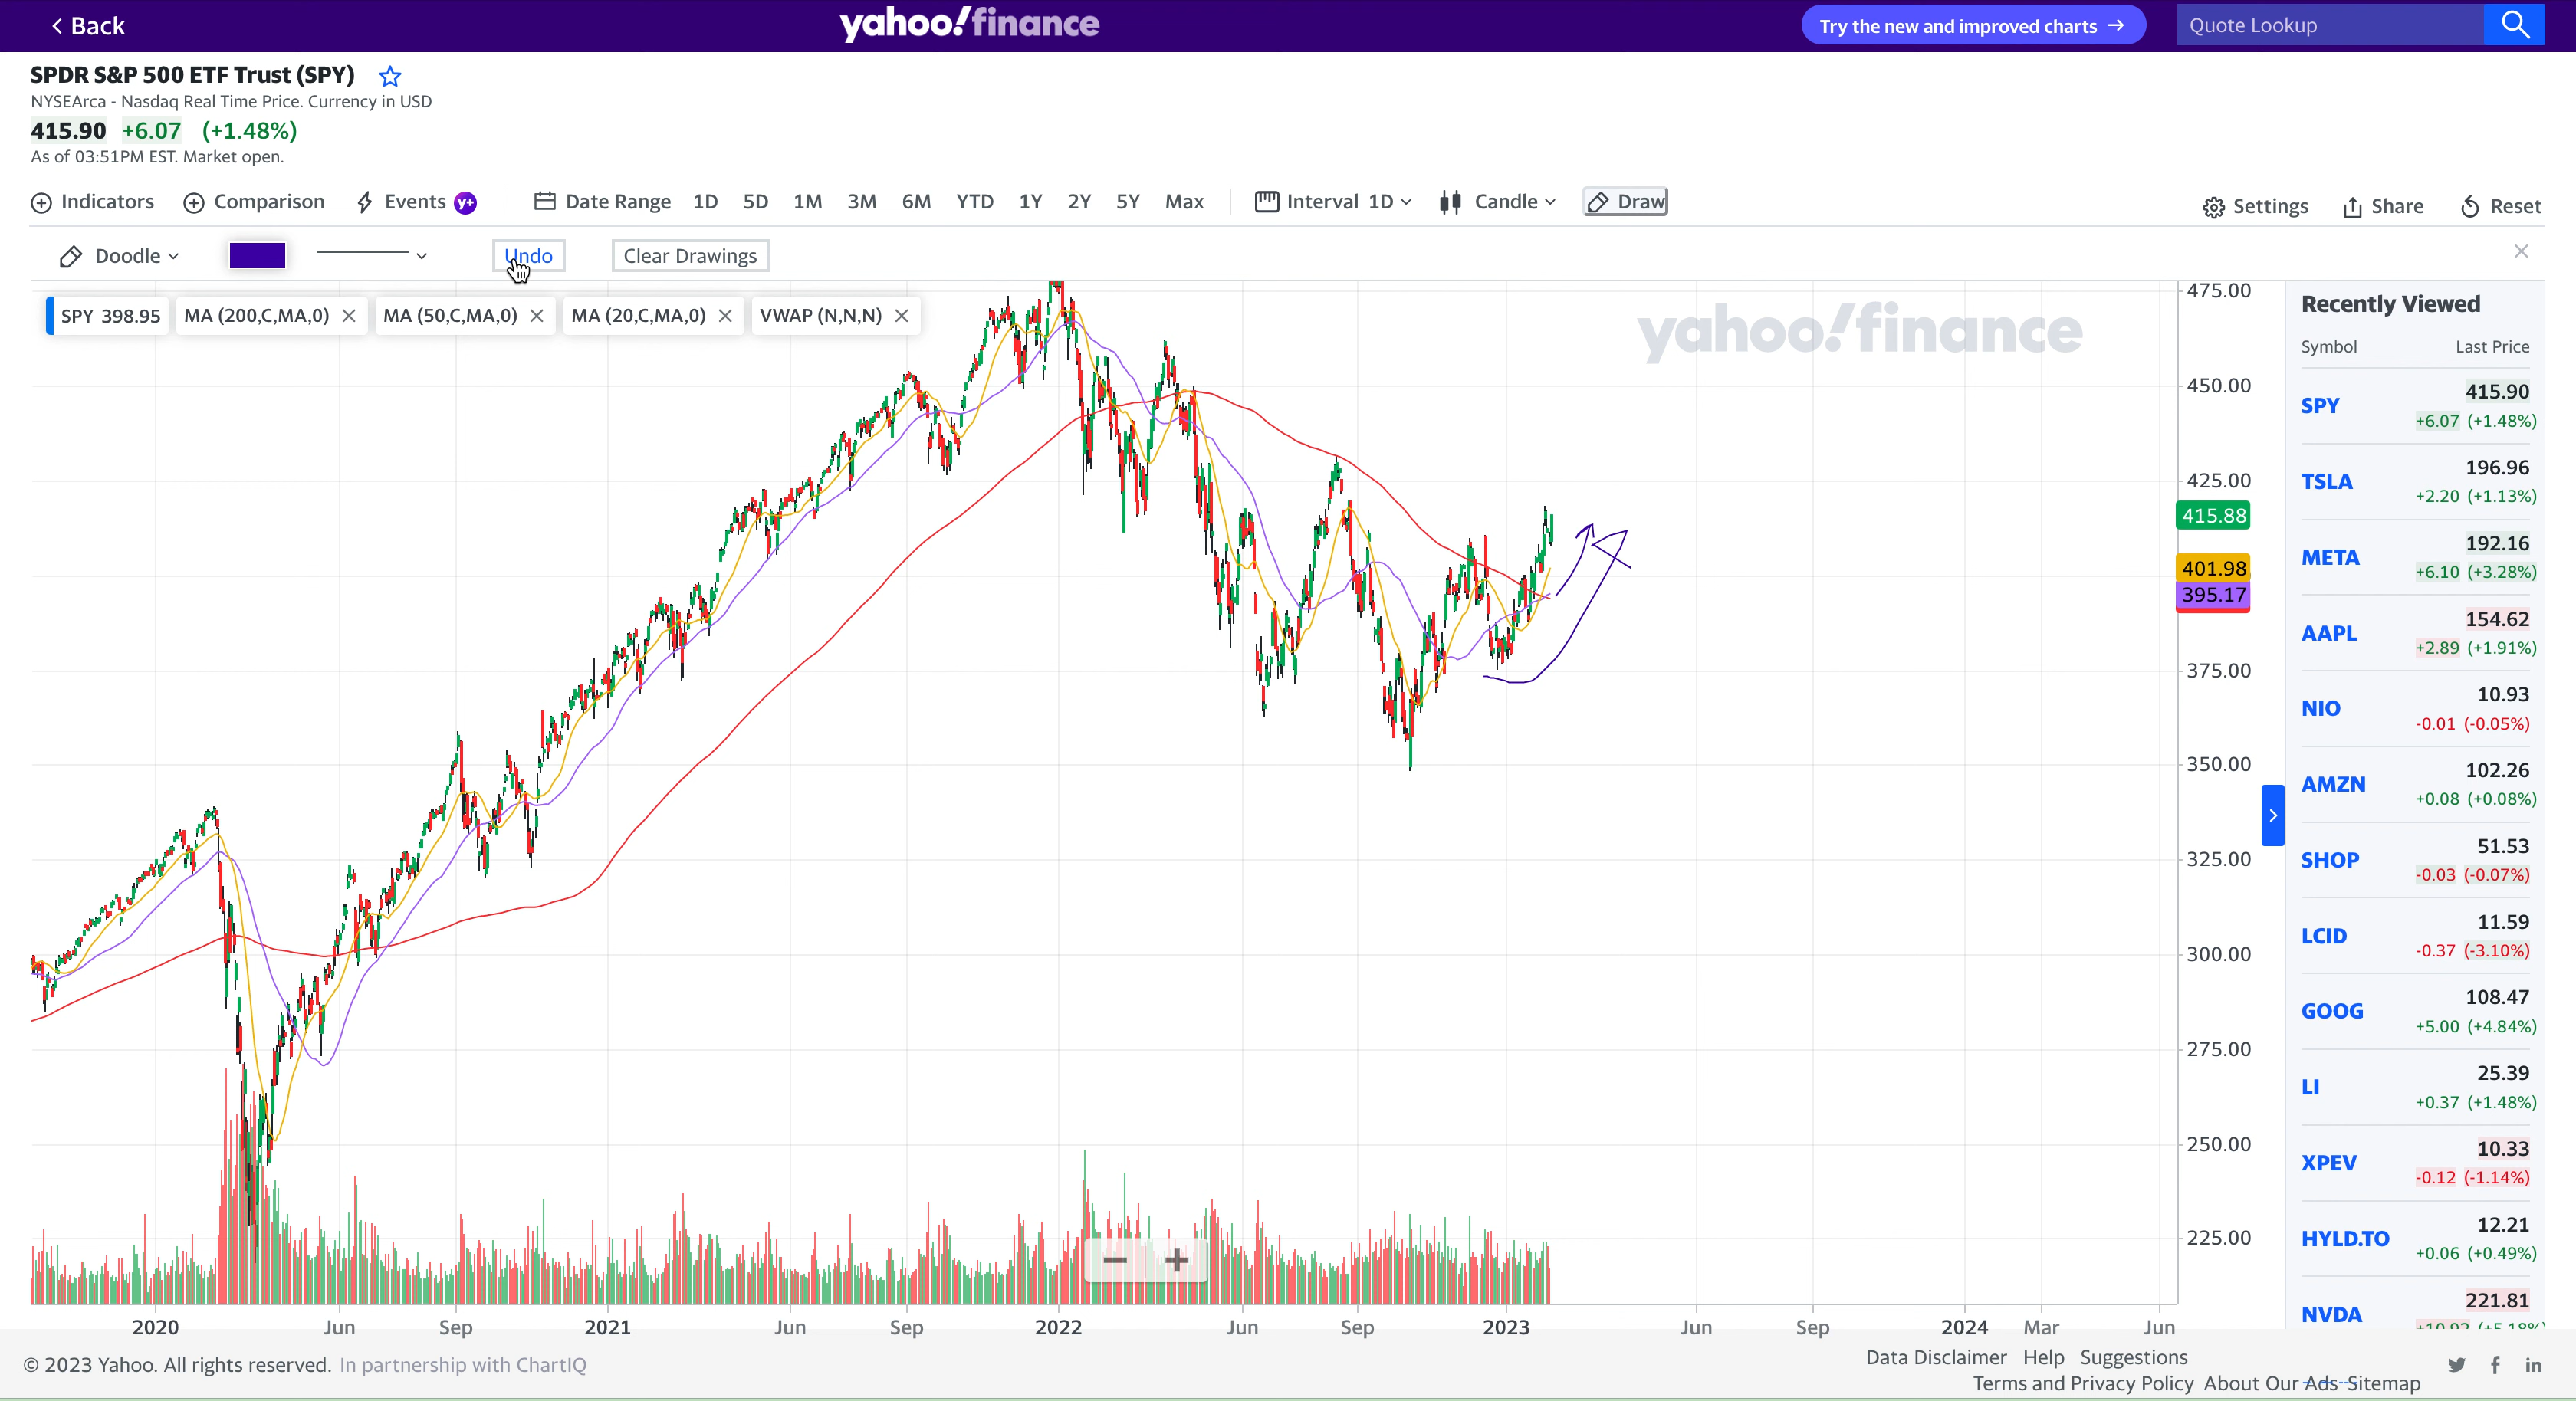 Back
yahoo!finance
Try the new and improved charts →
Quote Lookup
SPDR S&P 500 ETF Trust (SPY)
NYSEArca - Nasdaq Real Time Price. Currency in USD
415.90 +6.07 (+1.48%)
As of 03:51PM EST. Market open.
Indicators Comparison Events y+ Date Range 1D 5D 1M 3M 6M YTD 1Y 2Y 5Y Max Interval 1D Candle Draw Settings Share Reset
Doodle Undo Clear Drawings
SPY 398.95 MA (200,C,MA,0) MA (50,C,MA,0) MA (20,C,MA,0) VWAP (N,N,N)
yahoo!finance
475.00
450.00
425.00
415.88
401.98
395.17
375.00
350.00
325.00
300.00
275.00
250.00
225.00
2020 Jun Sep 2021 Jun Sep 2022 Jun Sep 2023 Jun Sep 2024 Mar Jun
Recently Viewed
Symbol Last Price
SPY 415.90
+6.07 (+1.48%)
TSLA 196.96
+2.20 (+1.13%)
META 192.16
+6.10 (+3.28%)
AAPL 154.62
+2.89 (+1.91%)
NIO 10.93
-0.01 (-0.05%)
AMZN 102.26
+0.08 (+0.08%)
SHOP 51.53
-0.03 (-0.07%)
LCID 11.59
-0.37 (-3.10%)
GOOG 108.47
+5.00 (+4.84%)
LI 25.39
+0.37 (+1.48%)
XPEV 10.33
-0.12 (-1.14%)
HYLD.TO 12.21
+0.06 (+0.49%)
NVDA 221.81
© 2023 Yahoo. All rights reserved. In partnership with ChartIQ
Data Disclaimer Help Suggestions
Terms and Privacy Policy About Our Ads Sitemap